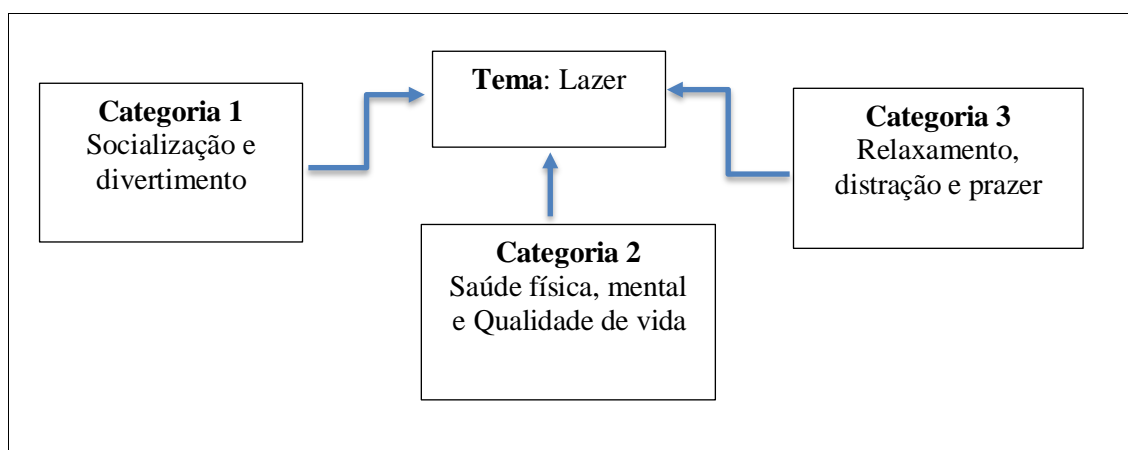 Tema: Lazer
Categoria 1
Socialização e
divertimento
Categoria 2
Saúde física, mental
e Qualidade de vida
Categoria 3
Relaxamento,
distração e prazer